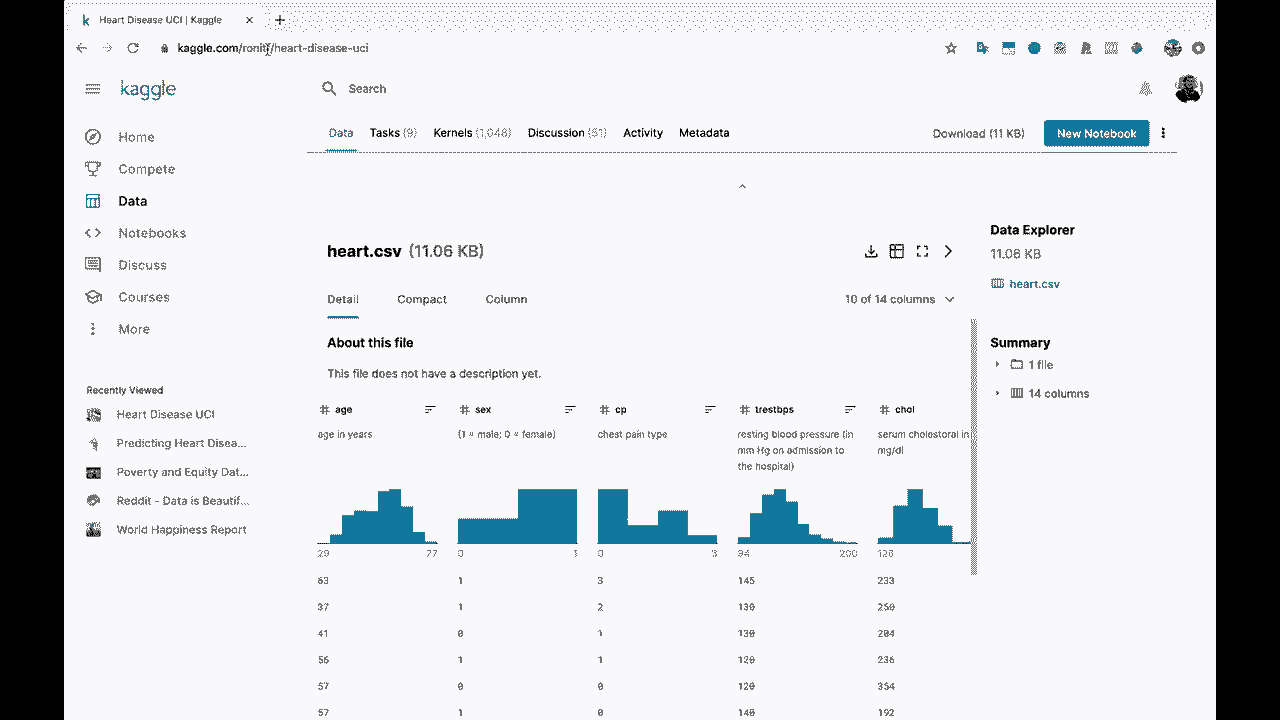 Heart Disease UCI | Kaggle
kaggle.com/ronitf/heart-disease-uci
kaggle
Search
Data Tasks (9) Kernels (1,048) Discussion (51) Activity Metadata Download (11 KB) New Notebook
Home
Compete
Data
Notebooks
Discuss
Courses
More
Recently Viewed
Heart Disease UCI
Predicting Heart Disea...
Poverty and Equity Dat...
Reddit - Data is Beautif...
World Happiness Report
heart.csv (11.06 KB)
Detail Compact Column 10 of 14 columns
About this file
This file does not have a description yet.
# age # sex # cp # trestbps # chol
age in years
(1 = male; 0 = female)
chest pain type
resting blood pressure (in
mm Hg on admission to
the hospital)
serum cholestoral in
mg/dl
29 77 0 1 0 3 94 200 126
63 1 3 145 233
37 1 2 130 250
41 0 1 130 204
56 1 1 120 236
57 0 0 120 354
57 1 0 140 192
Data Explorer
11.06 KB
heart.csv
Summary
1 file
14 columns